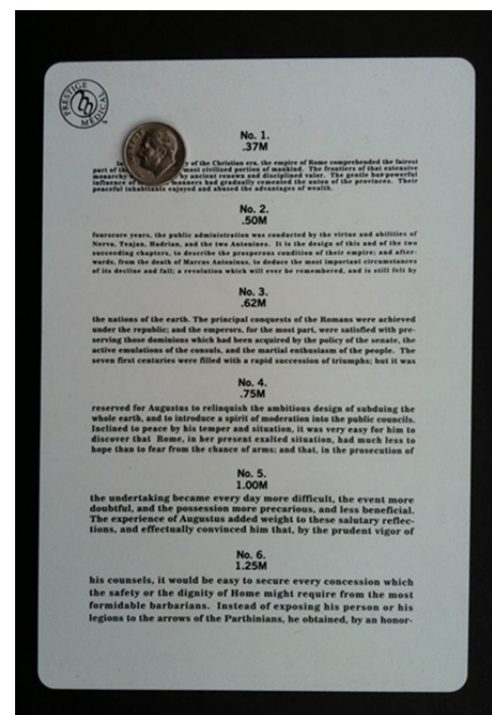 PRESTIGE MEDICAL
No. 1.
.37M
In of the Christian era, the empire of Rome comprehended the fairest
part of most civilized portion of mankind. The frontiers of that extensive
monarchy by ancient renown and disciplined valor. The gentle but powerful
influence of manners had gradually cemented the union of the provinces. Their
peaceful inhabitants enjoyed and abused the advantages of wealth.
No. 2.
.50M
fourscore years, the public administration was conducted by the virtue and abilities of
Nerva, Trajan, Hadrian, and the two Antonines. It is the design of this and of the two
succeeding chapters, to describe the prosperous condition of their empire; and after-
wards, from the death of Marcus Antonius, to deduce the most important circumstances
of its decline and fall; a revolution which will ever be remembered, and is still felt by
No. 3.
.62M
the nations of the earth. The principal conquests of the Romans were achieved
under the republic; and the emperors, for the most part, were satisfied with pre-
serving those dominions which had been acquired by the policy of the senate, the
active emulations of the consuls, and the martial enthusiasm of the people. The
seven first centuries were filled with a rapid succession of triumphs; but it was
No. 4.
.75M
reserved for Augustus to relinquish the ambitious design of subduing the
whole earth, and to introduce a spirit of moderation into the public councils.
Inclined to peace by his temper and situation, it was very easy for him to
discover that Rome, in her present exalted situation, had much less to
hope than to fear from the chance of arms; and that, in the prosecution of
No. 5.
1.00M
the undertaking became every day more difficult, the event more
doubtful, and the possession more precarious, and less beneficial.
The experience of Augustus added weight to these salutary reflec-
tions, and effectually convinced him that, by the prudent vigor of
No. 6.
1.25M
his counsels, it would be easy to secure every concession which
the safety or the dignity of Home might require from the most
formidable barbarians. Instead of exposing his person or his
legions to the arrows of the Parthinians, he obtained, by an honor-